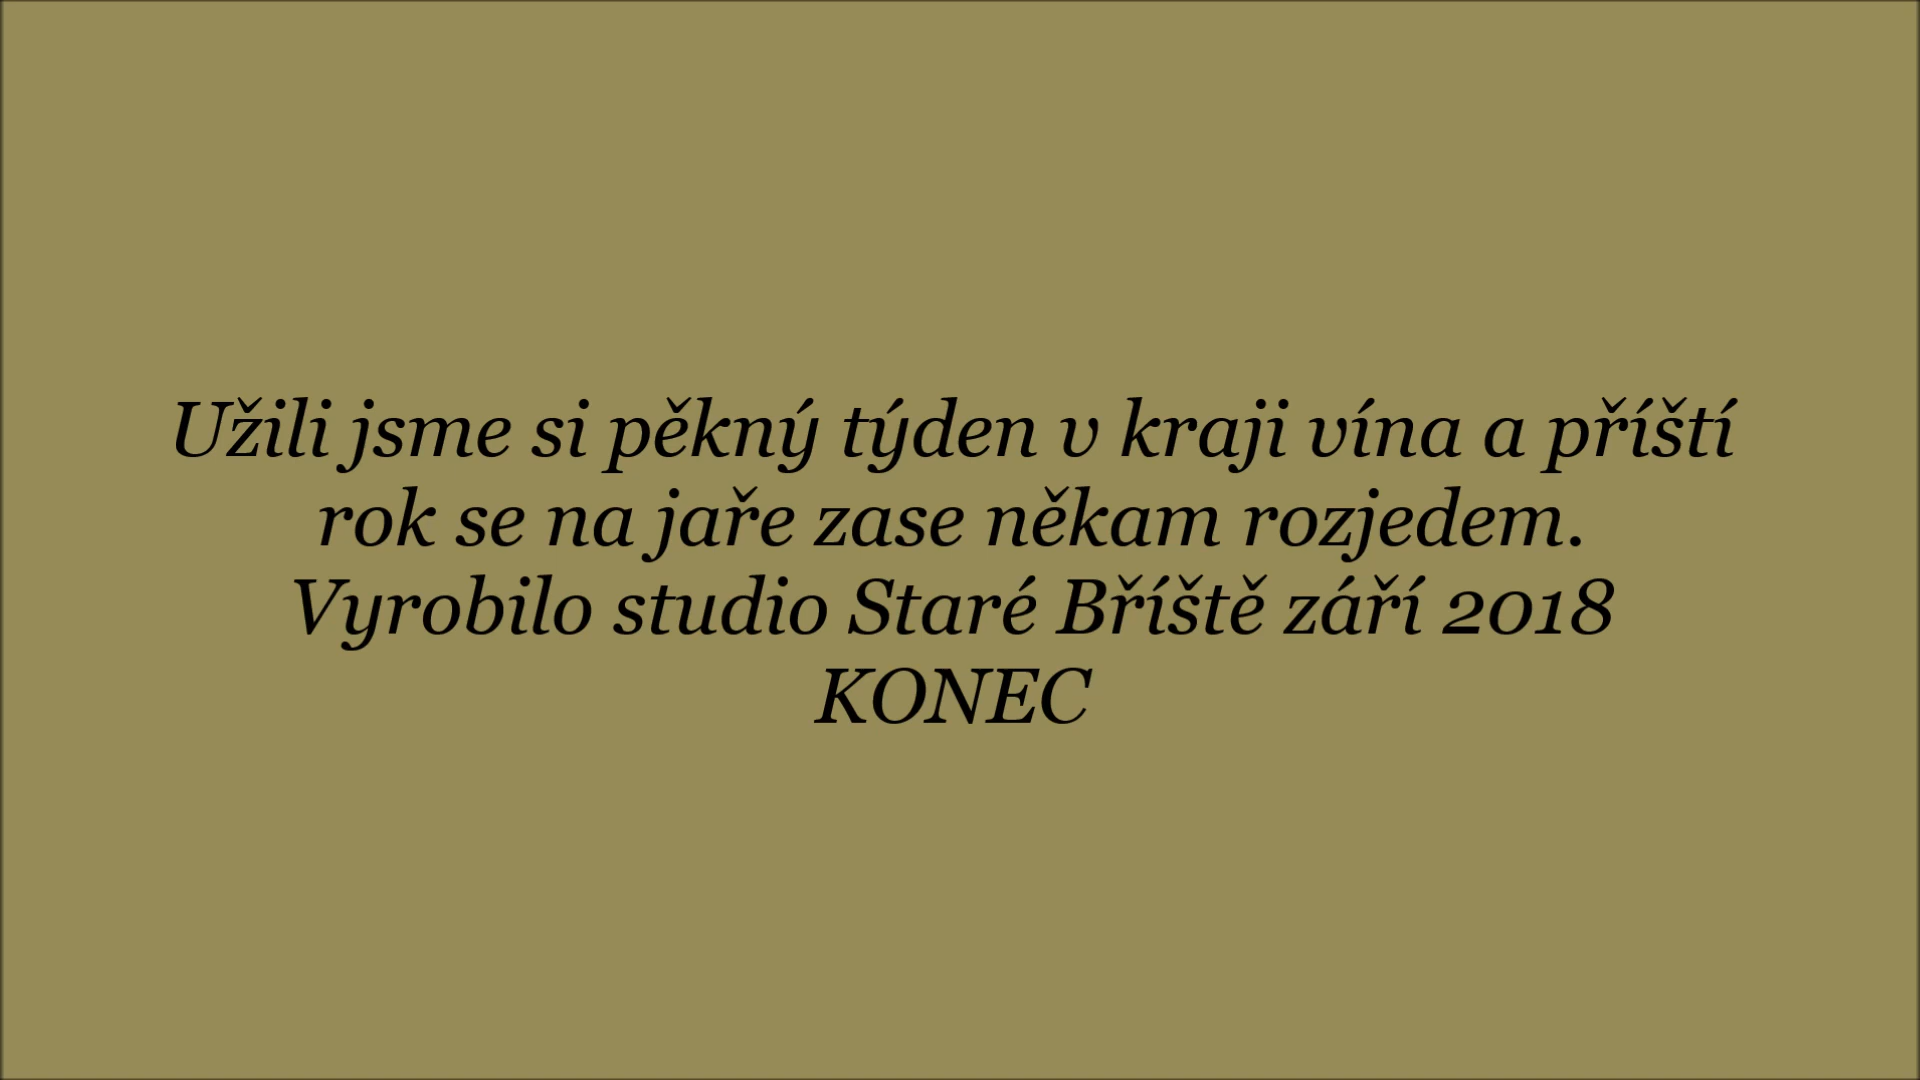 Užili jsme si pěkný týden v kraji vína a příští
rok se na jaře zase někam rozjedem.
Vyrobilo studio Staré Bříště září 2018
KONEC